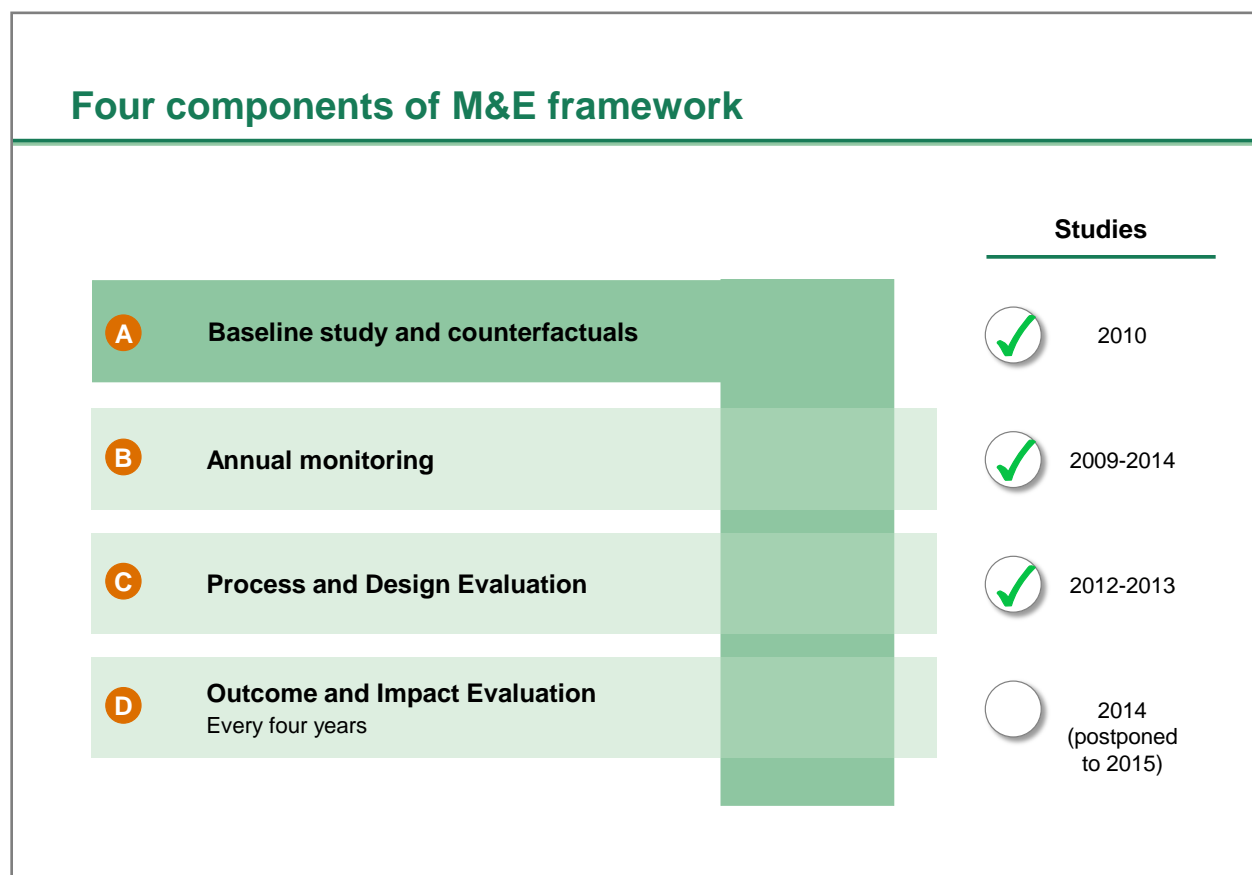 Four components of M&E framework
Studies
A
Baseline study and counterfactuals
2010
B
Annual monitoring
2009-2014
C
Process and Design Evaluation
2012-2013
D
Outcome and Impact Evaluation
Every four years
2014
(postponed
to 2015)